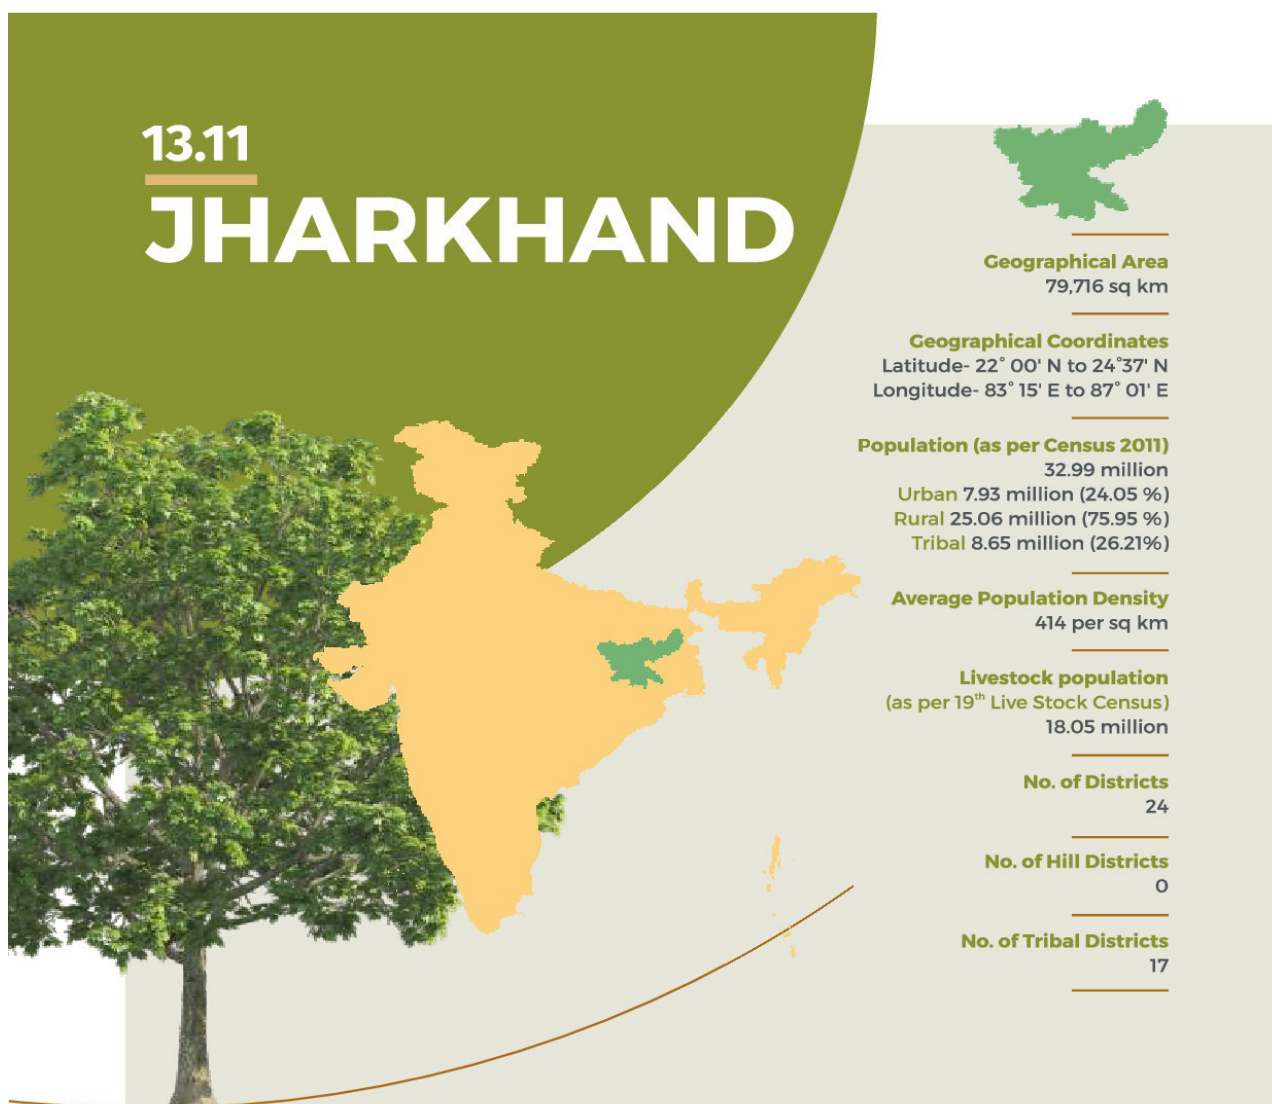 13.11
JHARKHAND
Geographical Area
79,716 sq km
Geographical Coordinates
Latitude- 22° 00' N to 24°37' N
Longitude- 83° 15' E to 87° 01' E
Population (as per Census 2011)
32.99 million
Urban 7.93 million (24.05 %)
Rural 25.06 million (75.95 %)
Tribal 8.65 million (26.21%)
Average Population Density
414 per sq km
Livestock population
(as per 19th Live Stock Census)
18.05 million
No. of Districts
24
No. of Hill Districts
0
No. of Tribal Districts
17